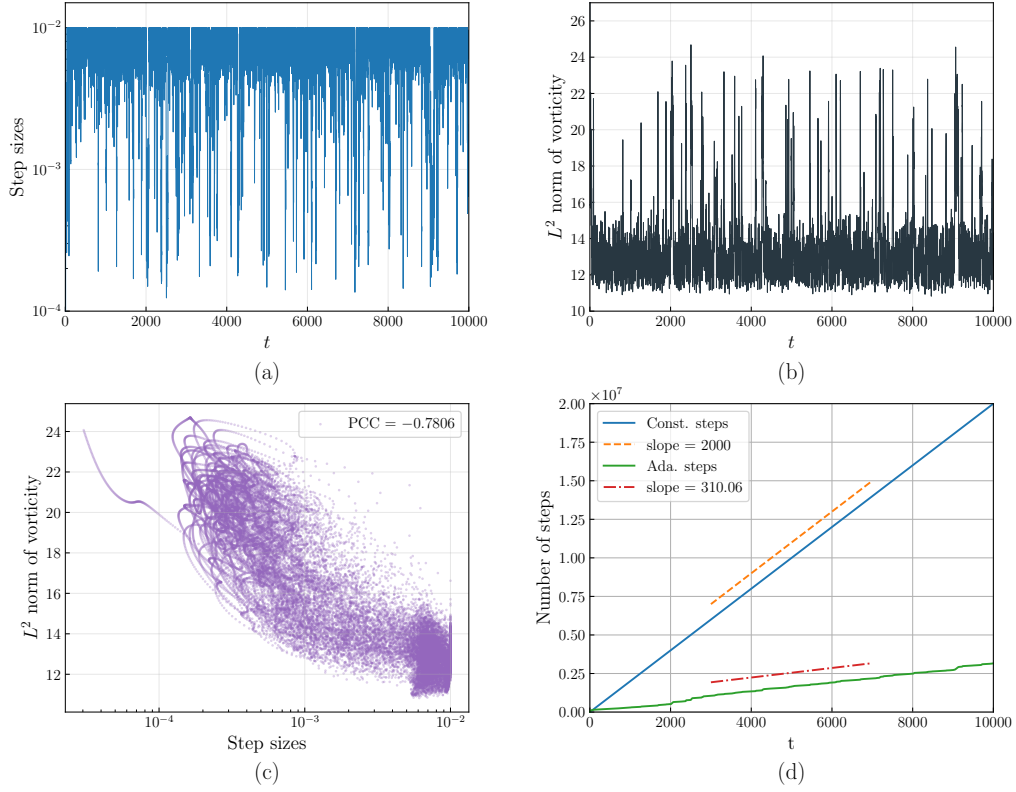 10⁻²
10⁻³
10⁻⁴
Step sizes
0 2000 4000 6000 8000 10000
t
(a)
26
24
22
20
18
16
14
12
10
L² norm of vorticity
0 2000 4000 6000 8000 10000
t
(b)
PCC = −0.7806
24
22
20
18
16
14
12
L² norm of vorticity
10⁻⁴ 10⁻³ 10⁻²
Step sizes
(c)
×10⁷
2.00
1.75
1.50
1.25
1.00
0.75
0.50
0.25
0.00
Number of steps
Const. steps
slope = 2000
Ada. steps
slope = 310.06
0 2000 4000 6000 8000 10000
t
(d)